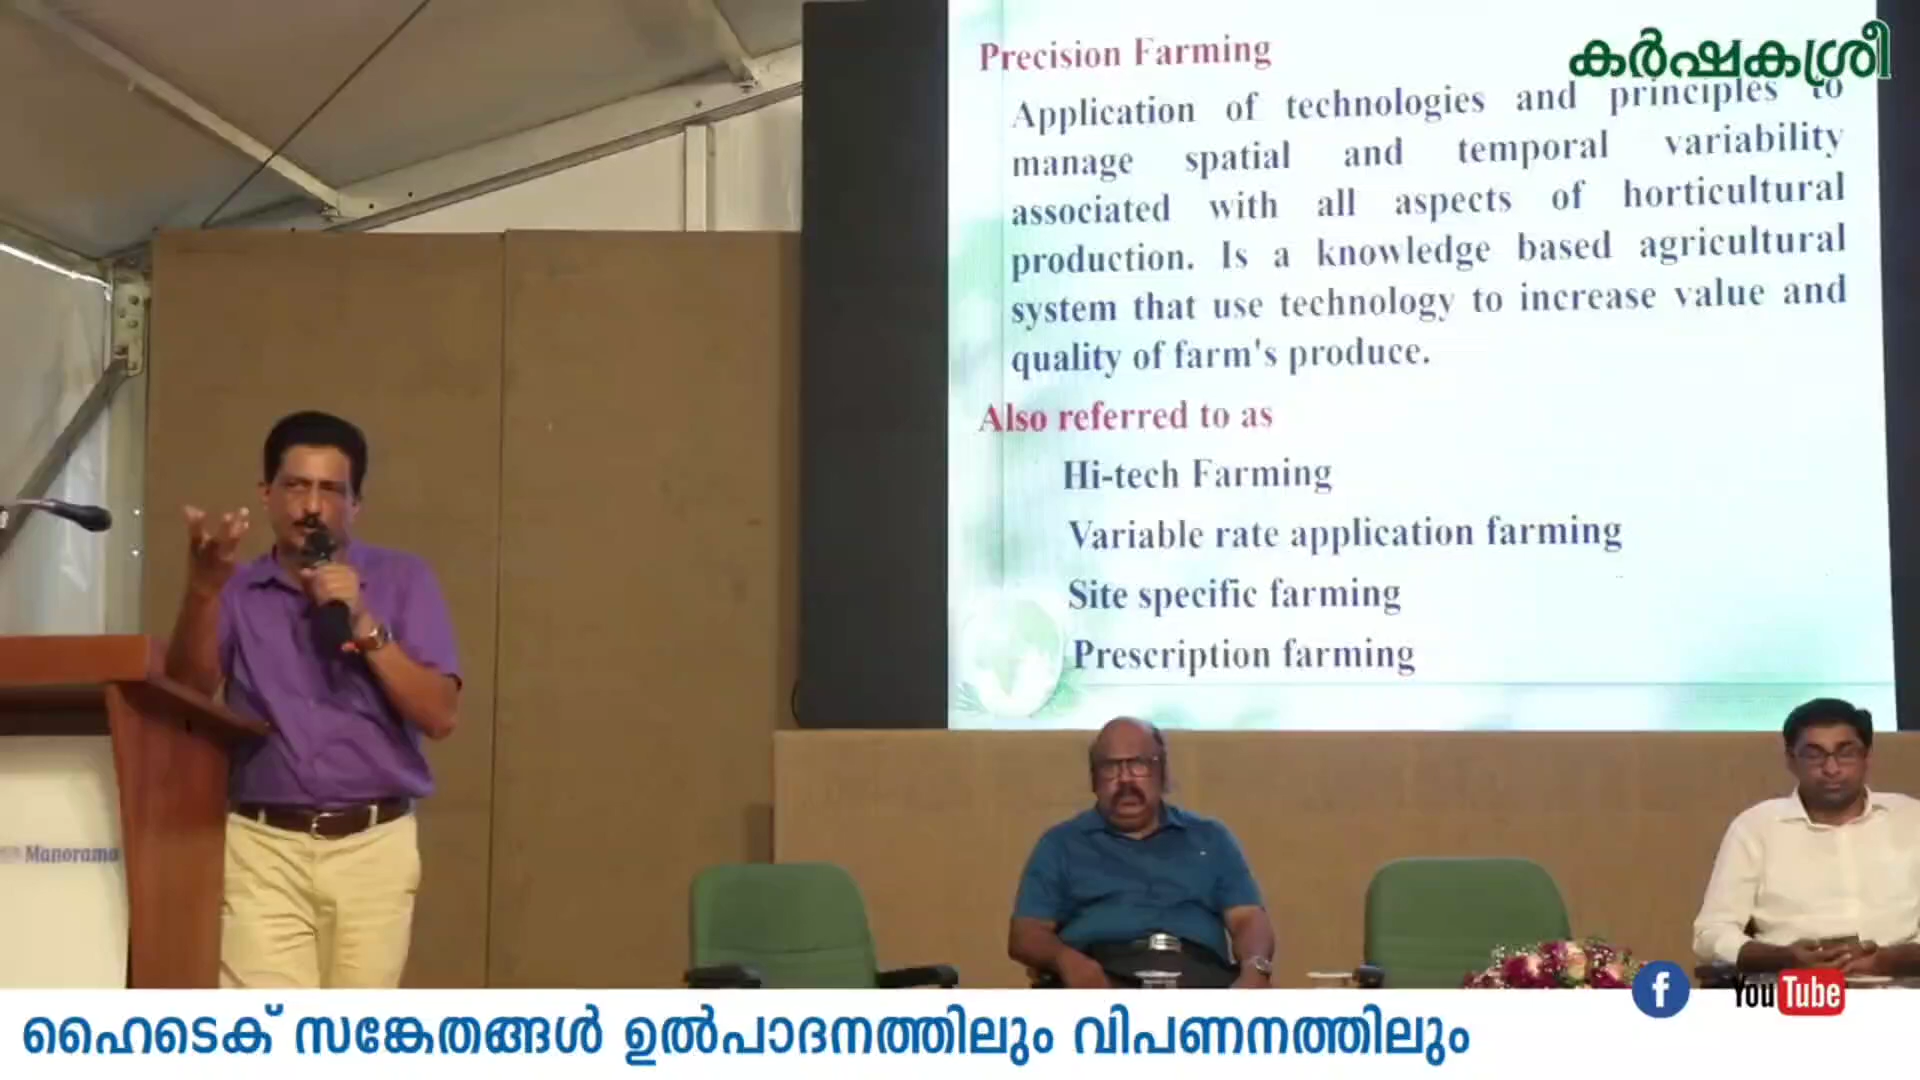 Precision Farming
കർഷകശ്രീ
Application of technologies and principles to
manage spatial and temporal variability
associated with all aspects of horticultural
production. Is a knowledge based agricultural
system that use technology to increase value and
quality of farm's produce.
Also referred to as
Hi-tech Farming
Variable rate application farming
Site specific farming
Prescription farming
Manorama
f YouTube
ഹൈടെക് സങ്കേതങ്ങൾ ഉൽപാദനത്തിലും വിപണനത്തിലും